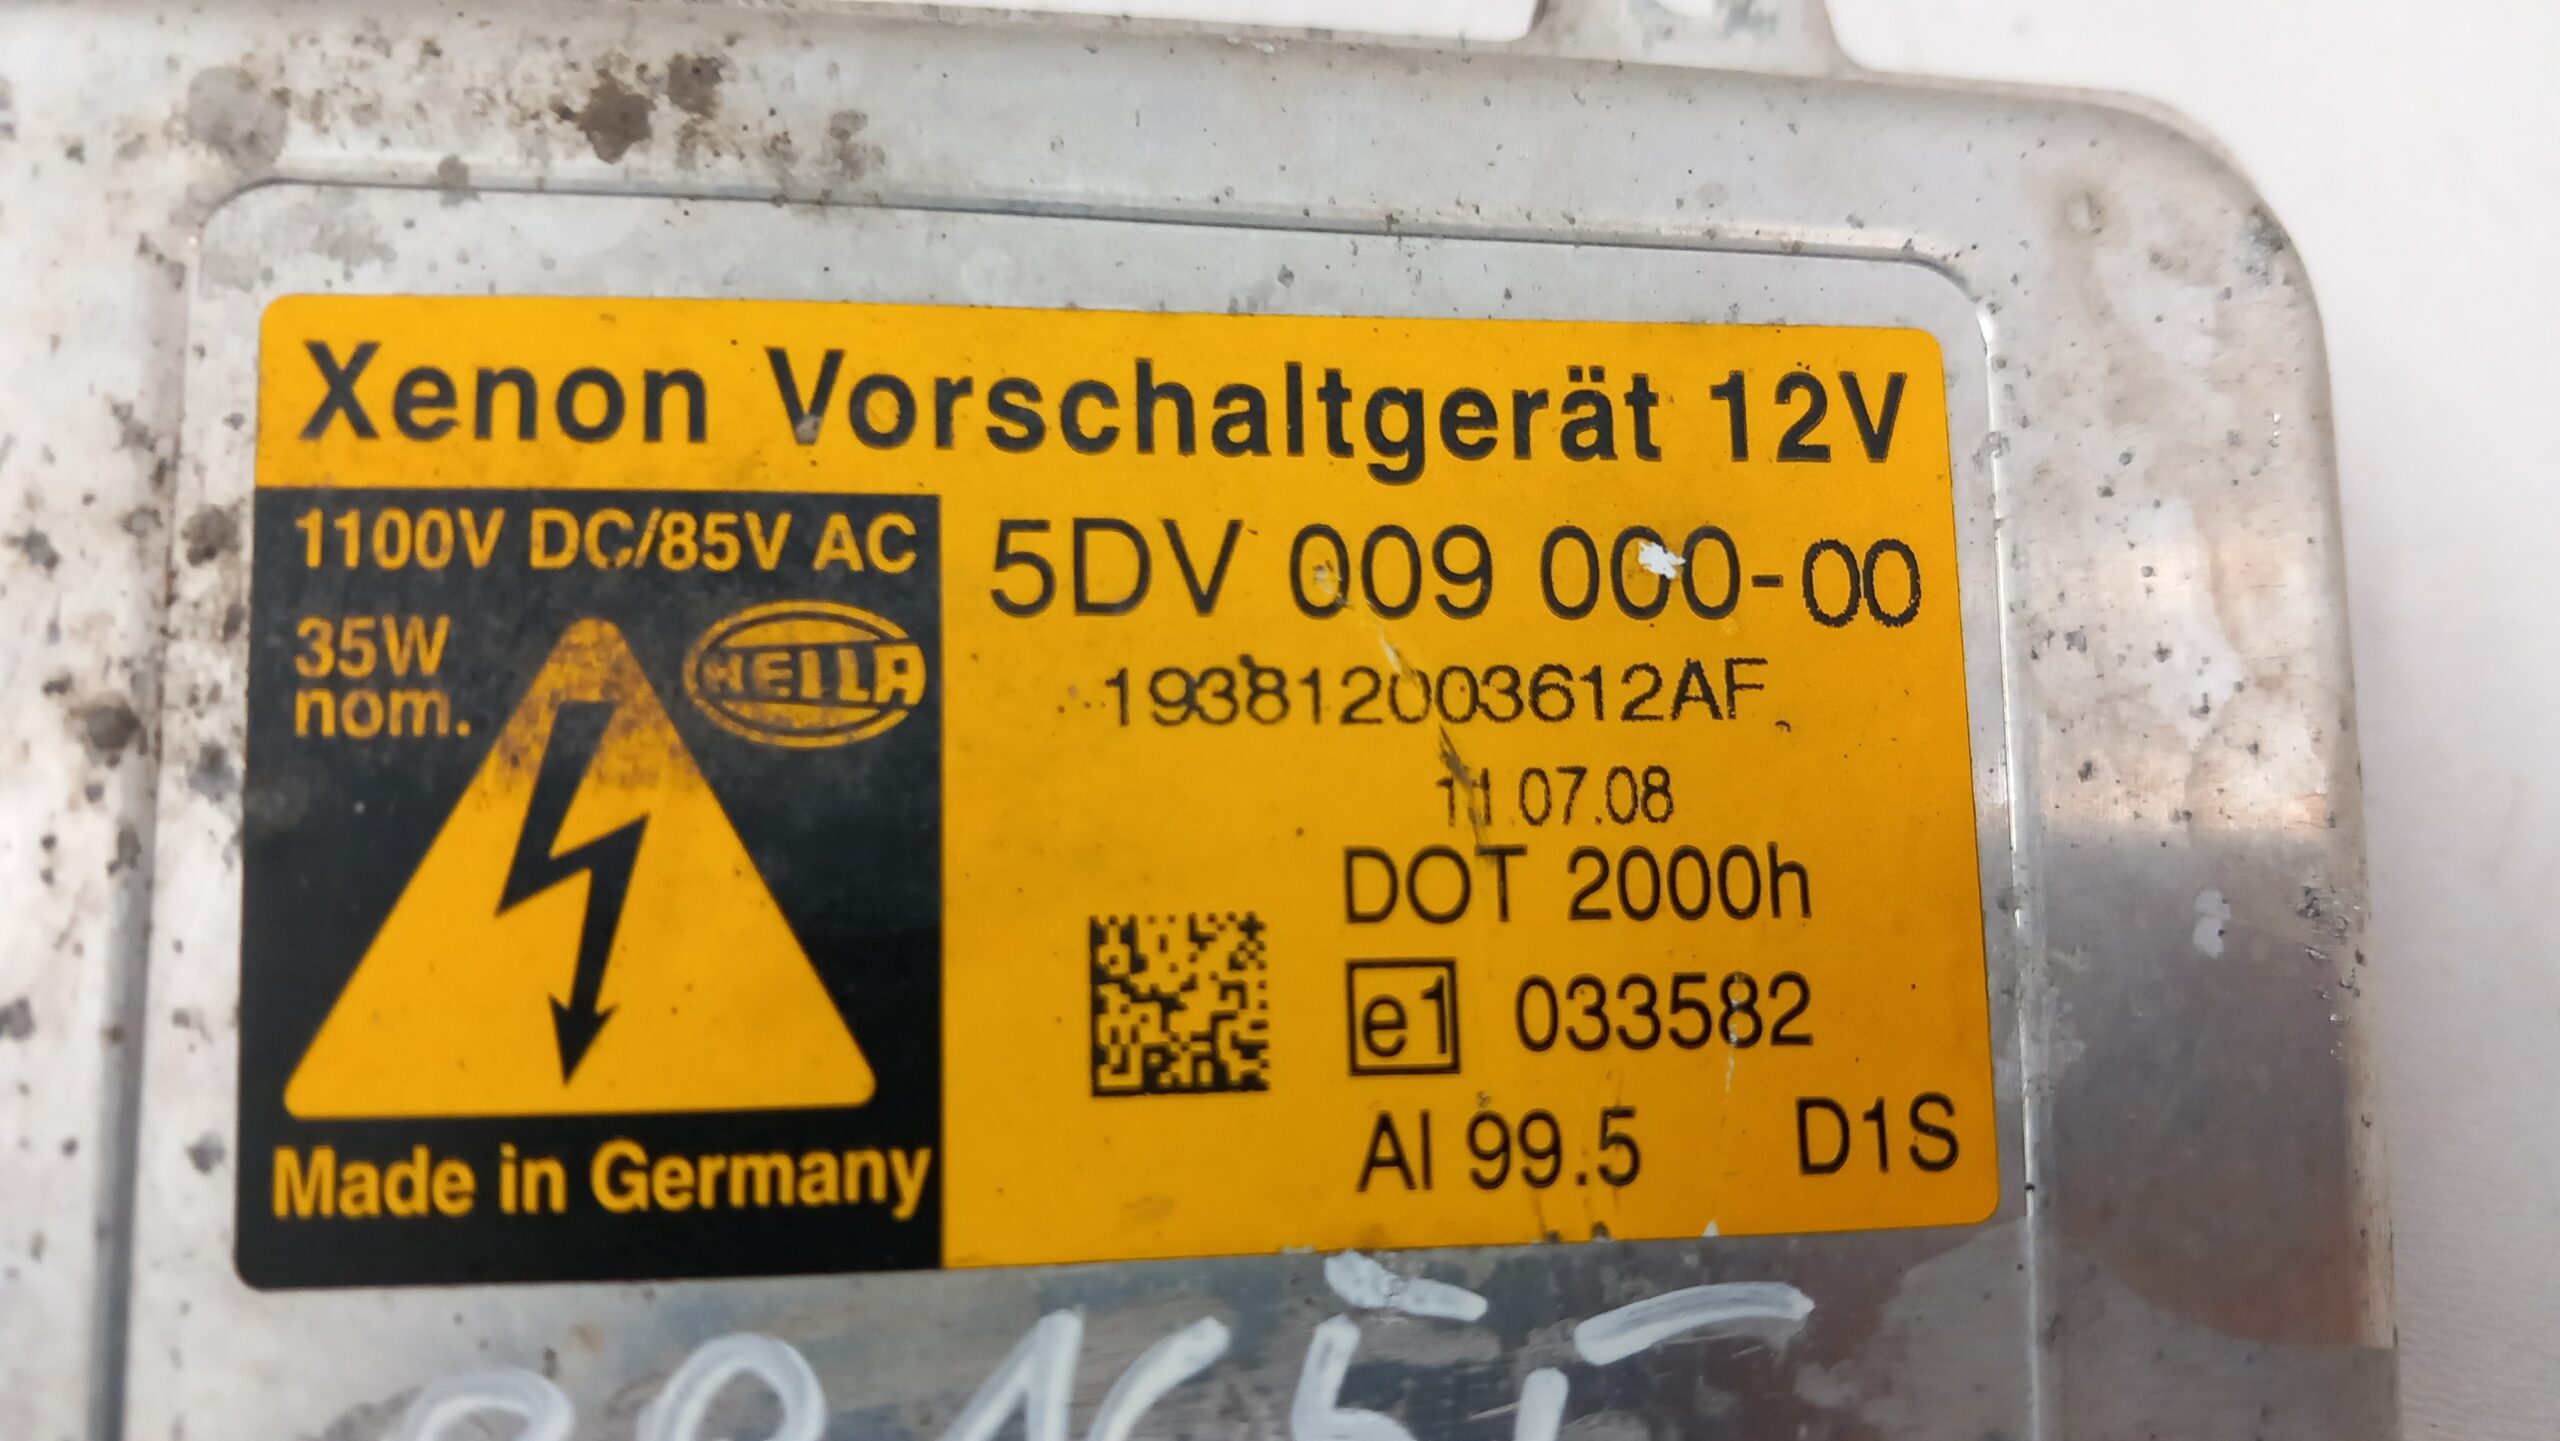 Xenon Vorschaltgerät 12V
1100V DC/85V AC
35W
nom.
HELLA
Made in Germany
5DV 009 000-00
193812003612AF
11.07.08
DOT 2000h
e1 033582
Al 99.5 D1S